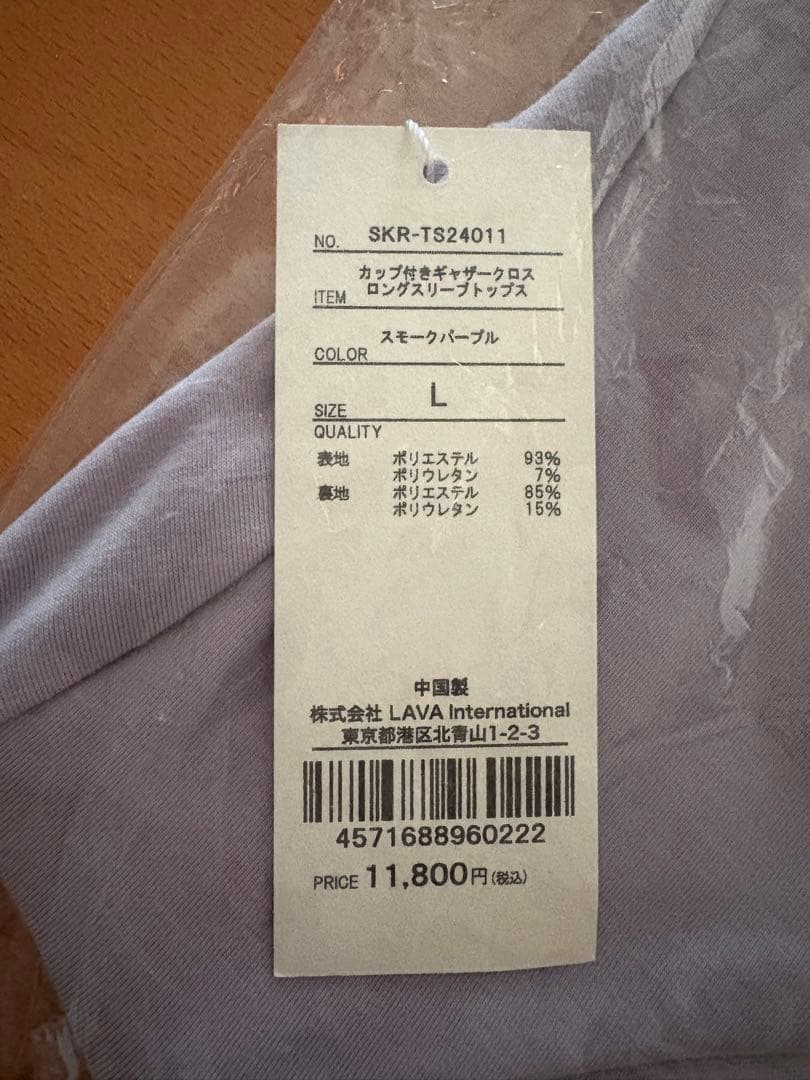 NO. SKR-TS24011
カップ付きギャザークロス
ITEM ロングスリーブトップス
COLOR スモークパープル
SIZE L
QUALITY
表地 ポリエステル 93%
ポリウレタン 7%
裏地 ポリエステル 85%
ポリウレタン 15%
中国製
株式会社 LAVA International
東京都港区北青山1-2-3
4571688960222
PRICE 11,800円(税込)